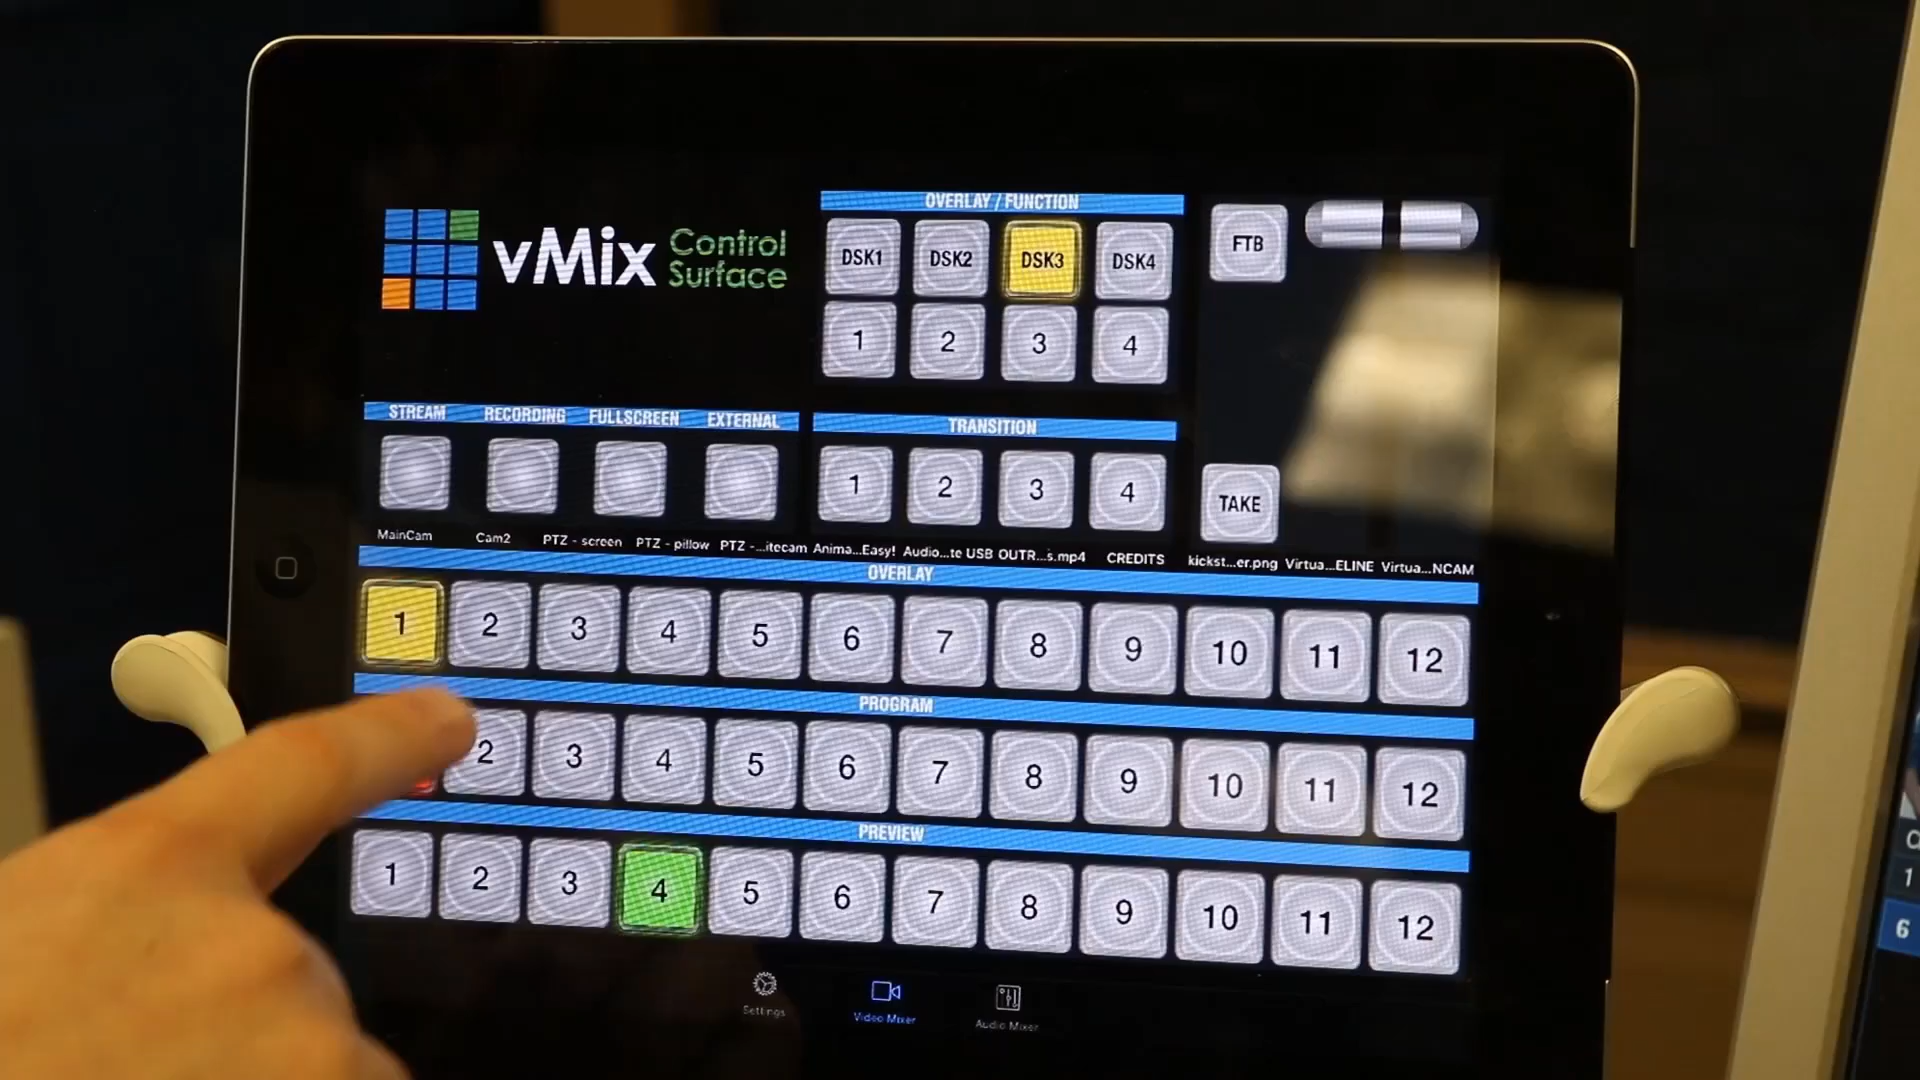 vMix Control Surface
OVERLAY / FUNCTION
DSK1 DSK2 DSK3 DSK4
1 2 3 4
FTB
STREAM RECORDING FULLSCREEN EXTERNAL
TRANSITION
1 2 3 4
TAKE
MainCam Cam2 PTZ - screen PTZ - pillow PTZ -...itecam Anima...Easy! Audio...te USB OUTR...s.mp4 CREDITS kickst...er.png Virtua...ELINE Virtua...NCAM
OVERLAY
1 2 3 4 5 6 7 8 9 10 11 12
PROGRAM
2 3 4 5 6 7 8 9 10 11 12
PREVIEW
1 2 3 4 5 6 7 8 9 10 11 12
Settings Video Mixer Audio Mixer
1
6